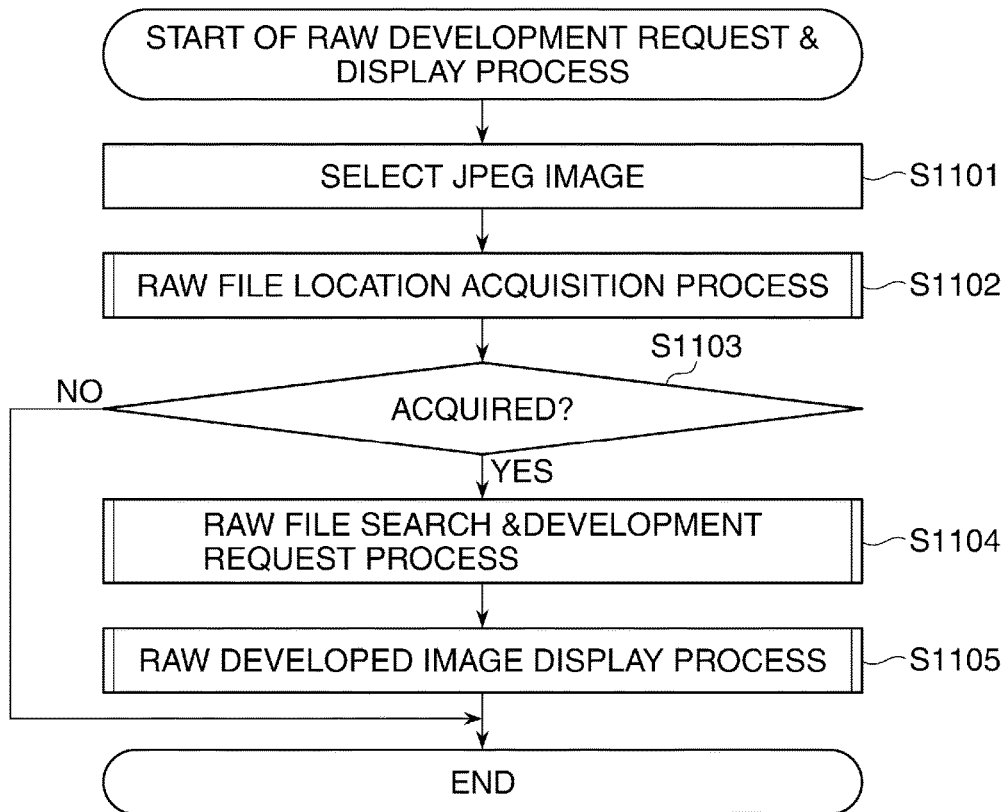 START OF RAW DEVELOPMENT REQUEST &
DISPLAY PROCESS
SELECT JPEG IMAGE
S1101
RAW FILE LOCATION ACQUISITION PROCESS
S1102
S1103
NO
ACQUIRED?
YES
RAW FILE SEARCH &DEVELOPMENT
REQUEST PROCESS
S1104
RAW DEVELOPED IMAGE DISPLAY PROCESS
S1105
END